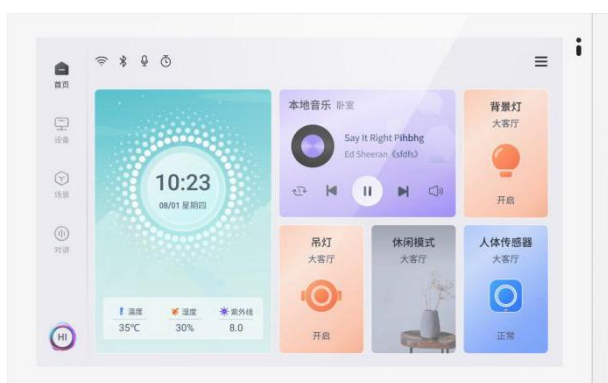 首页
设备
场景
对讲
HI
10:23
08/01 星期四
温度
湿度
紫外线
35℃
30%
8.0
本地音乐 卧室
Say It Right Pihbhg
Ed Sheeran《sfdfs》
背景灯
大客厅
开启
吊灯
大客厅
开启
休闲模式
大客厅
人体传感器
大客厅
正常